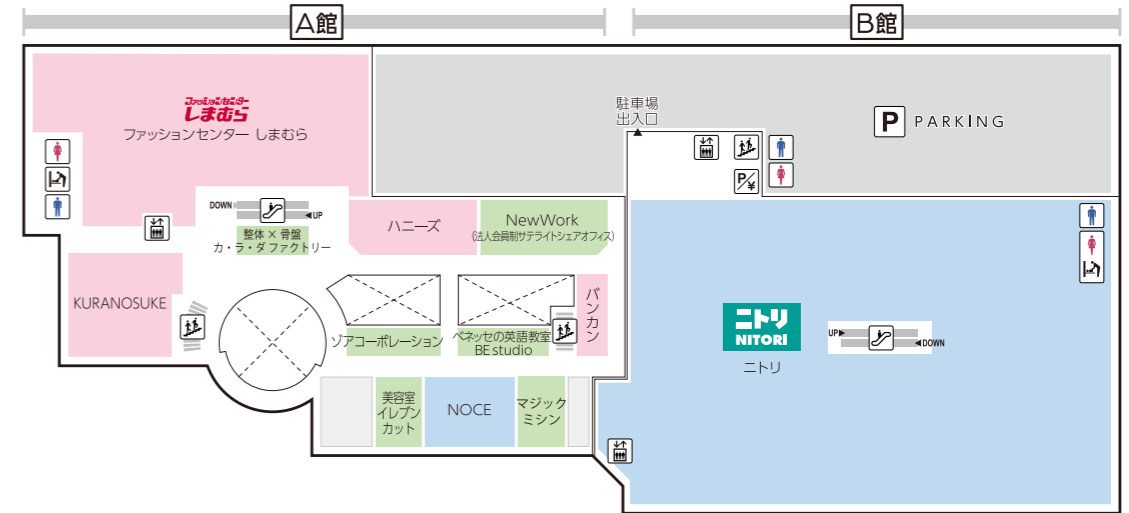 A館
B館
ファッションセンター
しまむら
ファッションセンター しまむら
駐車場
出入口
P PARKING
P/¥
DOWN
UP
整体 × 骨盤
カ・ラ・ダ ファクトリー
ハニーズ
NewWork
(法人会員制サテライトシェアオフィス)
KURANOSUKE
ゾアコーポレーション
ベネッセの英語教室
BE studio
バンカン
ニトリ
NITORI
ニトリ
UP
DOWN
美容室
イレブン
カット
NOCE
マジック
ミシン